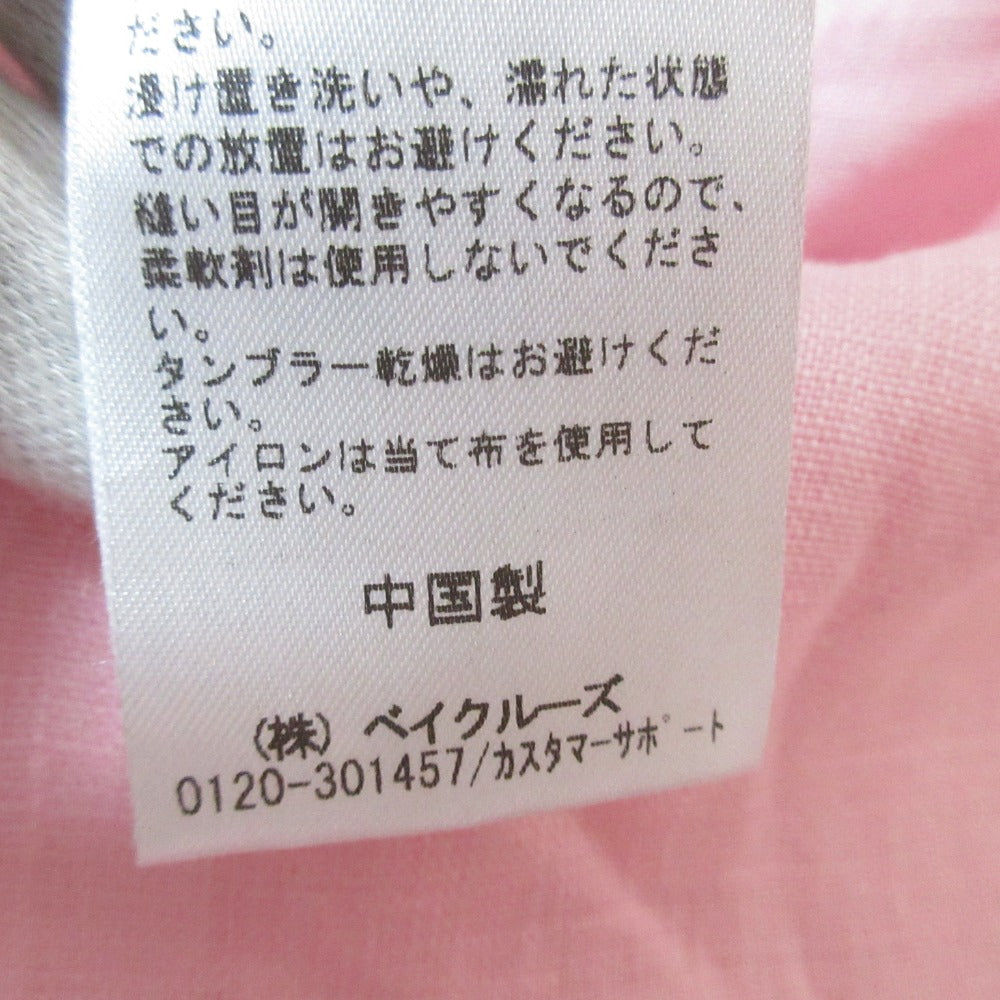 ださい。
浸け置き洗いや、濡れた状態
での放置はお避けください。
縫い目が開きやすくなるので、
柔軟剤は使用しないでくださ
い。
タンブラー乾燥はお避けくだ
さい。
アイロンは当て布を使用して
ください。
中国製
(株) ベイクルーズ
0120-301457/カスタマーサポート